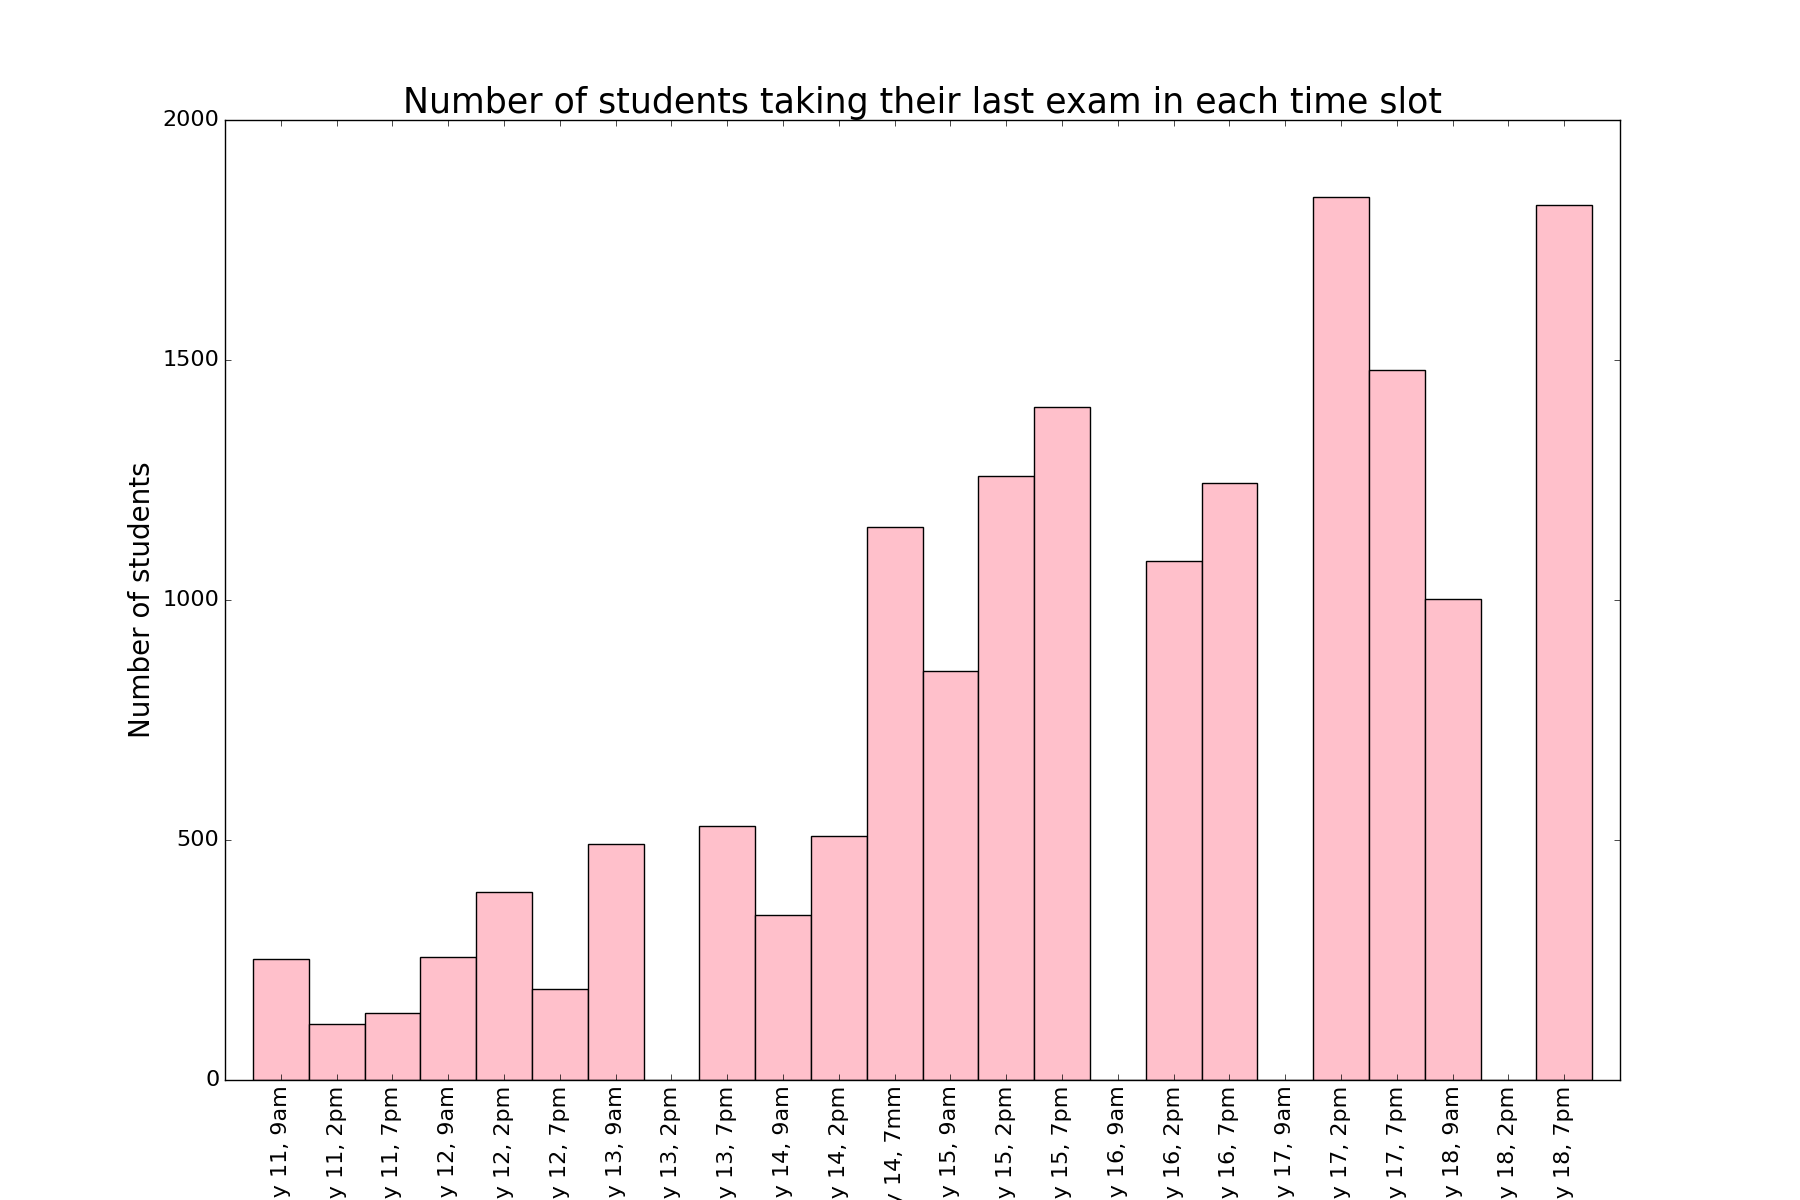 Number of students taking their last exam in each time slot
Number of students
2000
1500
1000
500
0
y 11, 9am
y 11, 2pm
y 11, 7pm
y 12, 9am
y 12, 2pm
y 12, 7pm
y 13, 9am
y 13, 2pm
y 13, 7pm
y 14, 9am
y 14, 2pm
y 14, 7mm
y 15, 9am
y 15, 2pm
y 15, 7pm
y 16, 9am
y 16, 2pm
y 16, 7pm
y 17, 9am
y 17, 2pm
y 17, 7pm
y 18, 9am
y 18, 2pm
y 18, 7pm